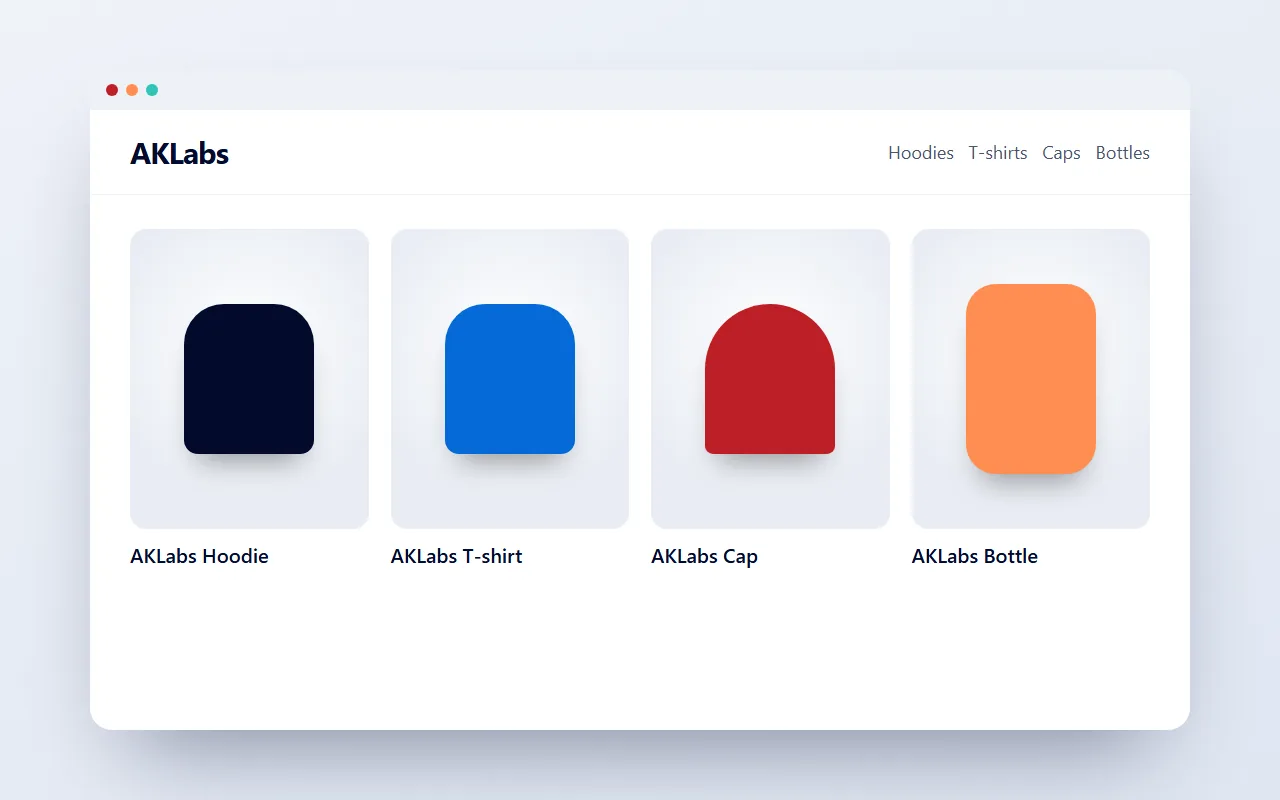 AKLabs
Hoodies T-shirts Caps Bottles
AKLabs Hoodie
AKLabs T-shirt
AKLabs Cap
AKLabs Bottle